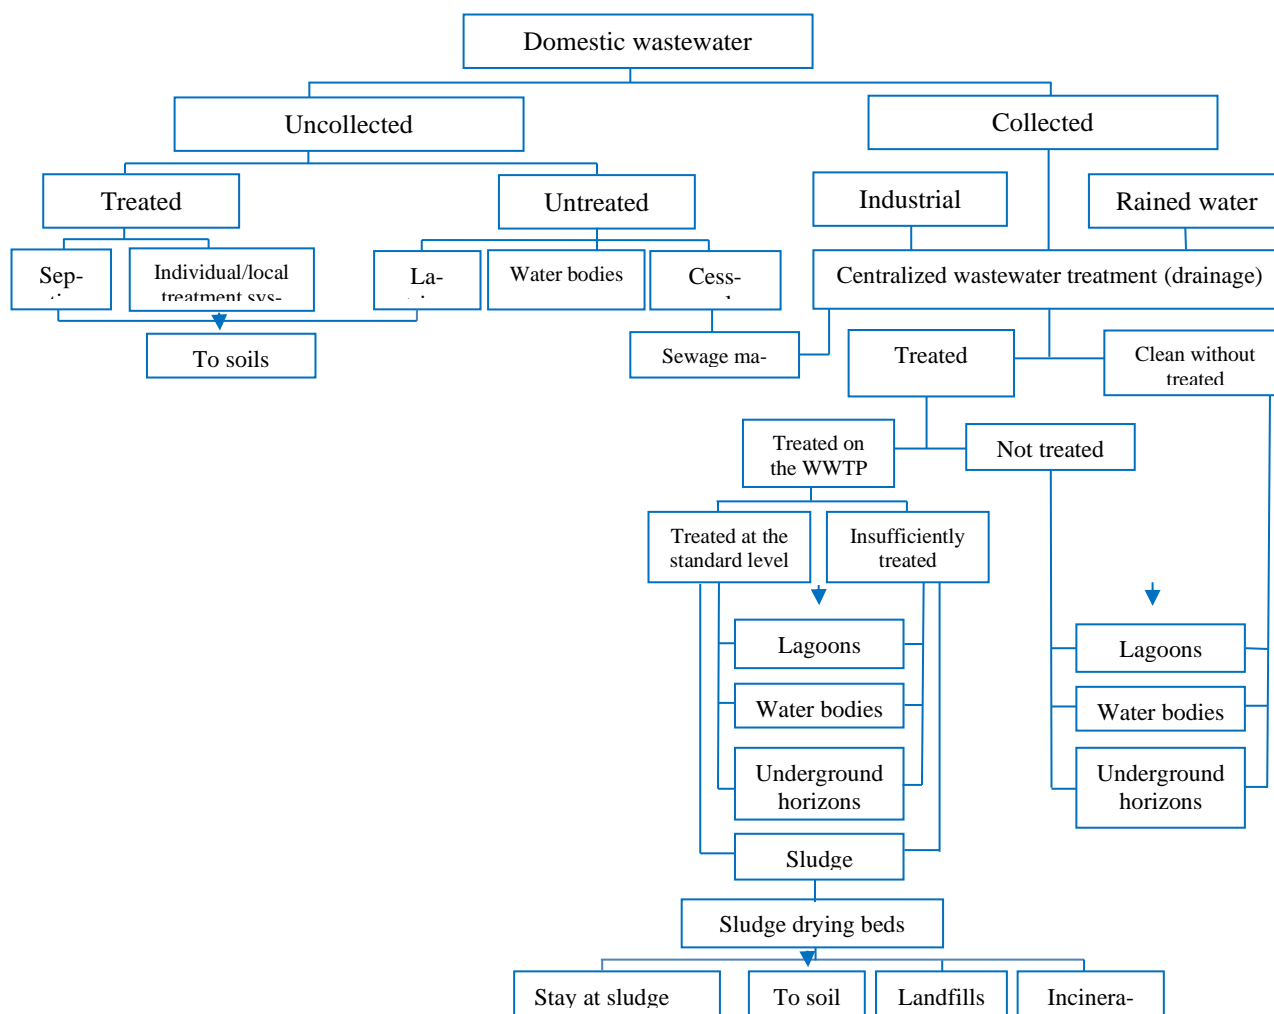 Domestic wastewater
Uncollected
Collected
Treated
Untreated
Industrial
Rained water
Sep-
Individual/local
treatment sys-
La-
Water bodies
Cess-
Centralized wastewater treatment (drainage)
To soils
Sewage ma-
Treated
Clean without
treated
Treated on
the WWTP
Not treated
Treated at the
standard level
Insufficiently
treated
Lagoons
Lagoons
Water bodies
Water bodies
Underground
horizons
Underground
horizons
Sludge
Sludge drying beds
Stay at sludge
To soil
Landfills
Incinera-